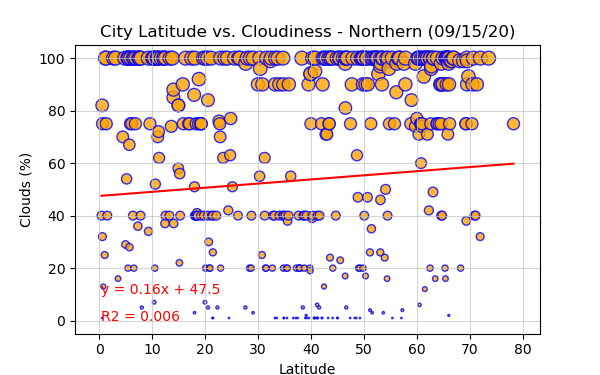 City Latitude vs. Cloudiness - Northern (09/15/20)
Clouds (%)
100
80
60
40
20
0
y = 0.16x + 47.5
R2 = 0.006
0 10 20 30 40 50 60 70 80
Latitude